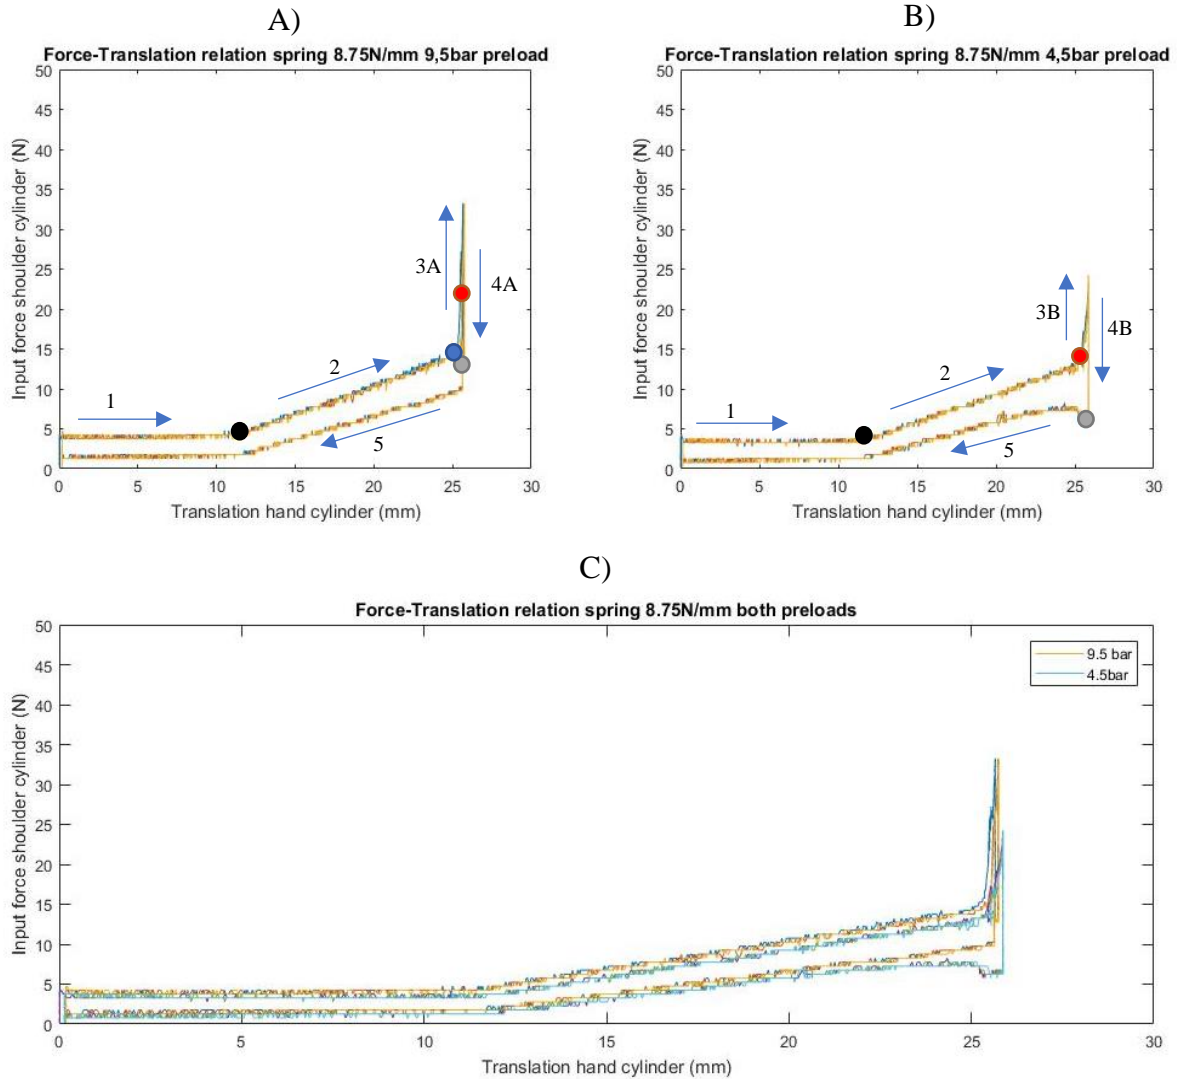 A)
Force-Translation relation spring 8.75N/mm 9,5bar preload
50
45
40
35
30
25
20
15
10
5
0
Input force shoulder cylinder (N)
3A
4A
2
1
5
0 5 10 15 20 25 30
Translation hand cylinder (mm)
B)
Force-Translation relation spring 8.75N/mm 4,5bar preload
50
45
40
35
30
25
20
15
10
5
0
Input force shoulder cylinder (N)
3B
4B
2
1
5
0 5 10 15 20 25 30
Translation hand cylinder (mm)
C)
Force-Translation relation spring 8.75N/mm both preloads
50
45
40
35
30
25
20
15
10
5
0
Input force shoulder cylinder (N)
9.5 bar
4.5bar
0 5 10 15 20 25 30
Translation hand cylinder (mm)